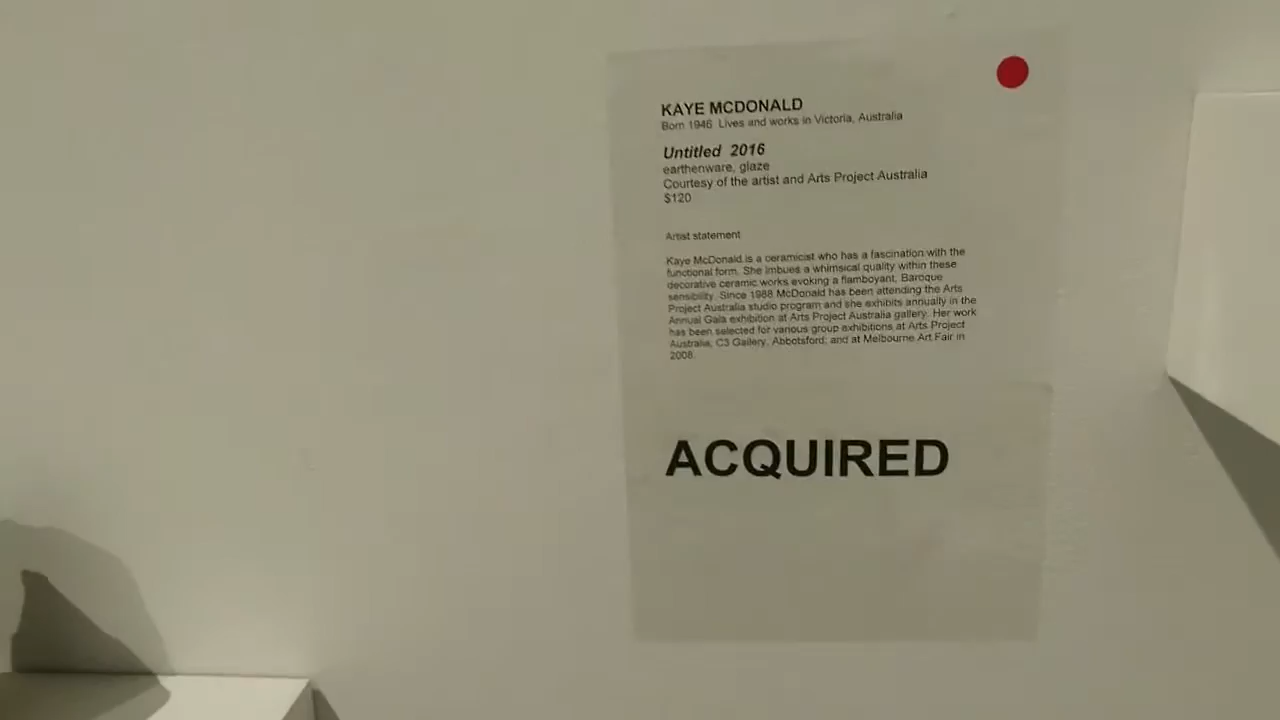 KAYE MCDONALD
Born 1946 Lives and works in Victoria, Australia
Untitled 2016
earthenware, glaze
Courtesy of the artist and Arts Project Australia
$120
Artist statement
Kaye McDonald is a ceramicist who has a fascination with the
functional form. She imbues a whimsical quality within these
decorative ceramic works evoking a flamboyant, Baroque
sensibility. Since 1988 McDonald has been attending the Arts
Project Australia studio program and she exhibits annually in the
Annual Gala exhibition at Arts Project Australia gallery. Her work
has been selected for various group exhibitions at Arts Project
Australia; C3 Gallery, Abbotsford; and at Melbourne Art Fair in
2008.
ACQUIRED